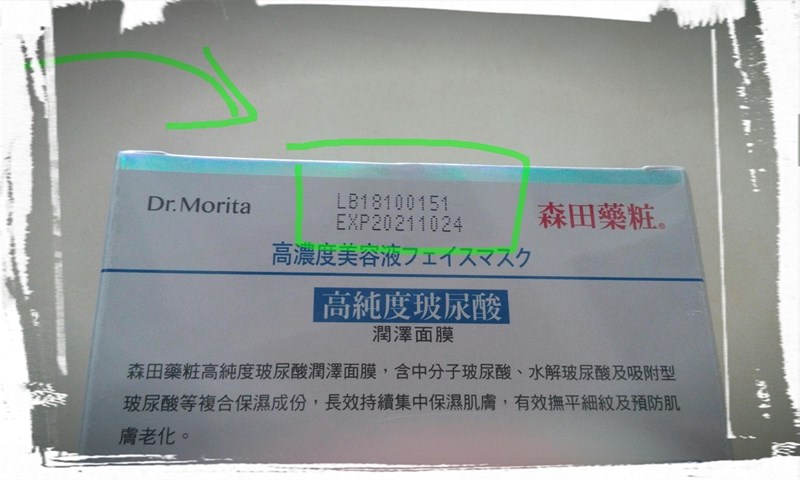 Dr.Morita
LB18100151
EXP20211024
森田藥粧®
高濃度美容液フェイスマスク
高純度玻尿酸
潤澤面膜
森田藥粧高純度玻尿酸潤澤面膜，含中分子玻尿酸、水解玻尿酸及吸附型
玻尿酸等複合保濕成份，長效持續集中保濕肌膚，有效撫平細紋及預防肌
膚老化。